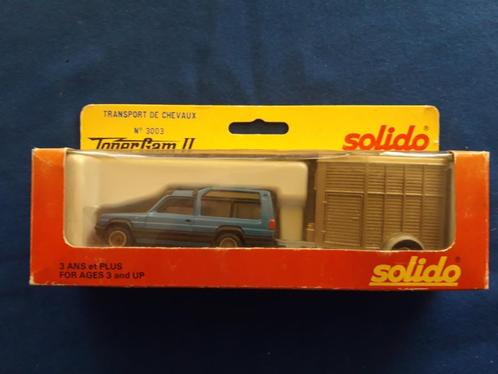 TRANSPORT DE CHEVAUX
N° 3003
TonerGam II
solido®
3 ANS et PLUS
FOR AGES 3 and UP
solido®